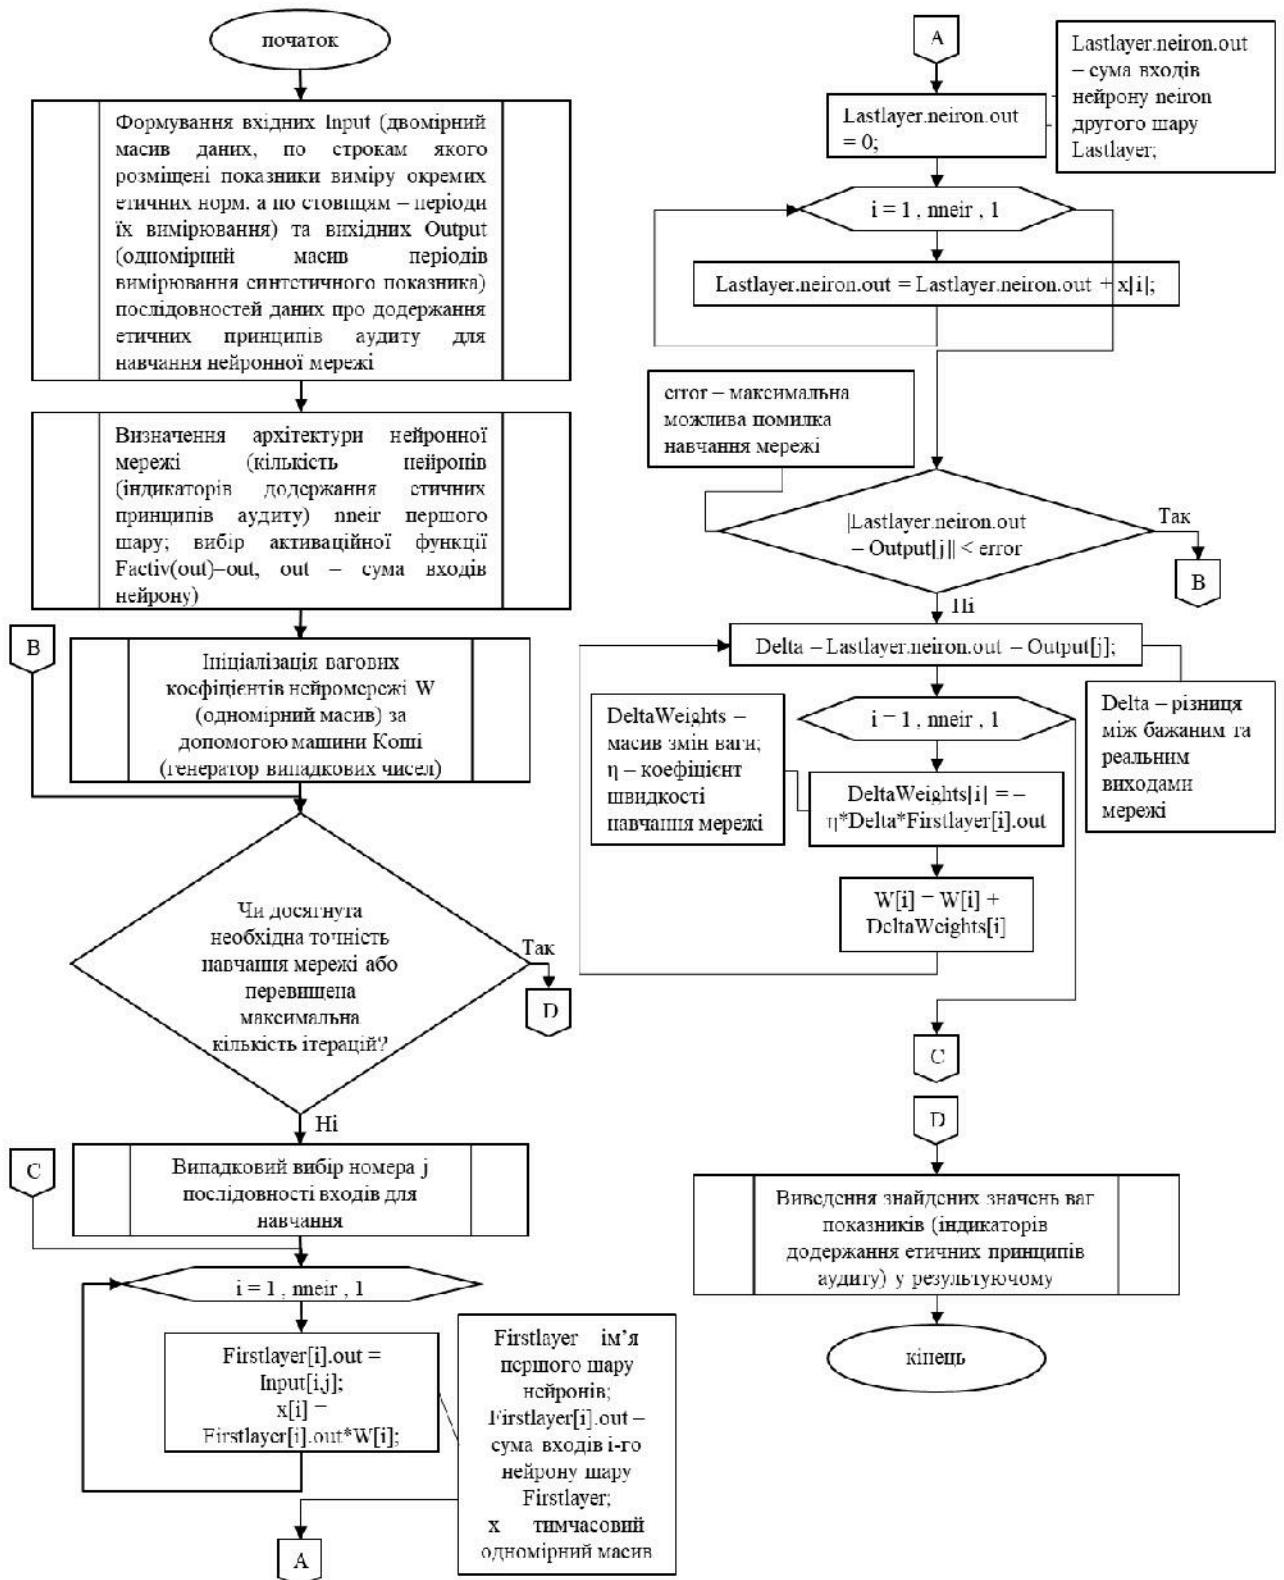 початок
Формування вхідних Input (двомірний
масив даних, по строкам якого
розміщені показники виміру окремих
етичних норм. а по стовпцям – періоди
їх вимірювання) та вихідних Output
(одномірний масив періодів
вимірювання синтетичного показника)
послідовностей даних про додержання
етичних принципів аудиту для
навчання нейронної мережі
Визначення архітектури нейронної
мережі (кількість нейронів
(індикаторів додержання етичних
принципів аудиту) nneir першого
шару; вибір активаційної функції
Factiv(out)=out, out – сума входів
нейрону)
B
Ініціалізація вагових
коефіцієнтів нейромережі W
(одномірний масив) за
допомогою машини Коші
(генератор випадкових чисел)
Чи досягнута
необхідна точність
навчання мережі або
перевищена
максимальна
кількість ітерацій?
Так
D
Ні
C
Випадковий вибір номера j
послідовності входів для
навчання
i = 1 , nneir , 1
Firstlayer[i].out =
Input[i,j];
x[i] =
Firstlayer[i].out*W[i];
Firstlayer ім’я
першого шару
нейронів;
Firstlayer[i].out –
сума входів і-го
нейрону шару
Firstlayer;
x тимчасовий
одномірний масив
A
A
Lastlayer.neiron.out
= 0;
Lastlayer.neiron.out
– сума входів
нейрону neiron
другого шару
Lastlayer;
i = 1 , nneir , 1
Lastlayer.neiron.out = Lastlayer.neiron.out + x[i];
error – максимальна
можлива помилка
навчання мережі
|Lastlayer.neiron.out
– Output[j]| < error
Так
B
Ні
Delta = Lastlayer.neiron.out – Output[j];
Delta – різниця
між бажаним та
реальним
виходами
мережі
i = 1 , nneir , 1
DeltaWeights –
масив змін ваги;
η – коефіцієнт
швидкості
навчання мережі
DeltaWeights[i] = –
η*Delta*Firstlayer[i].out
W[i] = W[i] +
DeltaWeights[i]
C
D
Виведення знайдених значень ваг
показників (індикаторів
додержання етичних принципів
аудиту) у результуючому
кінець